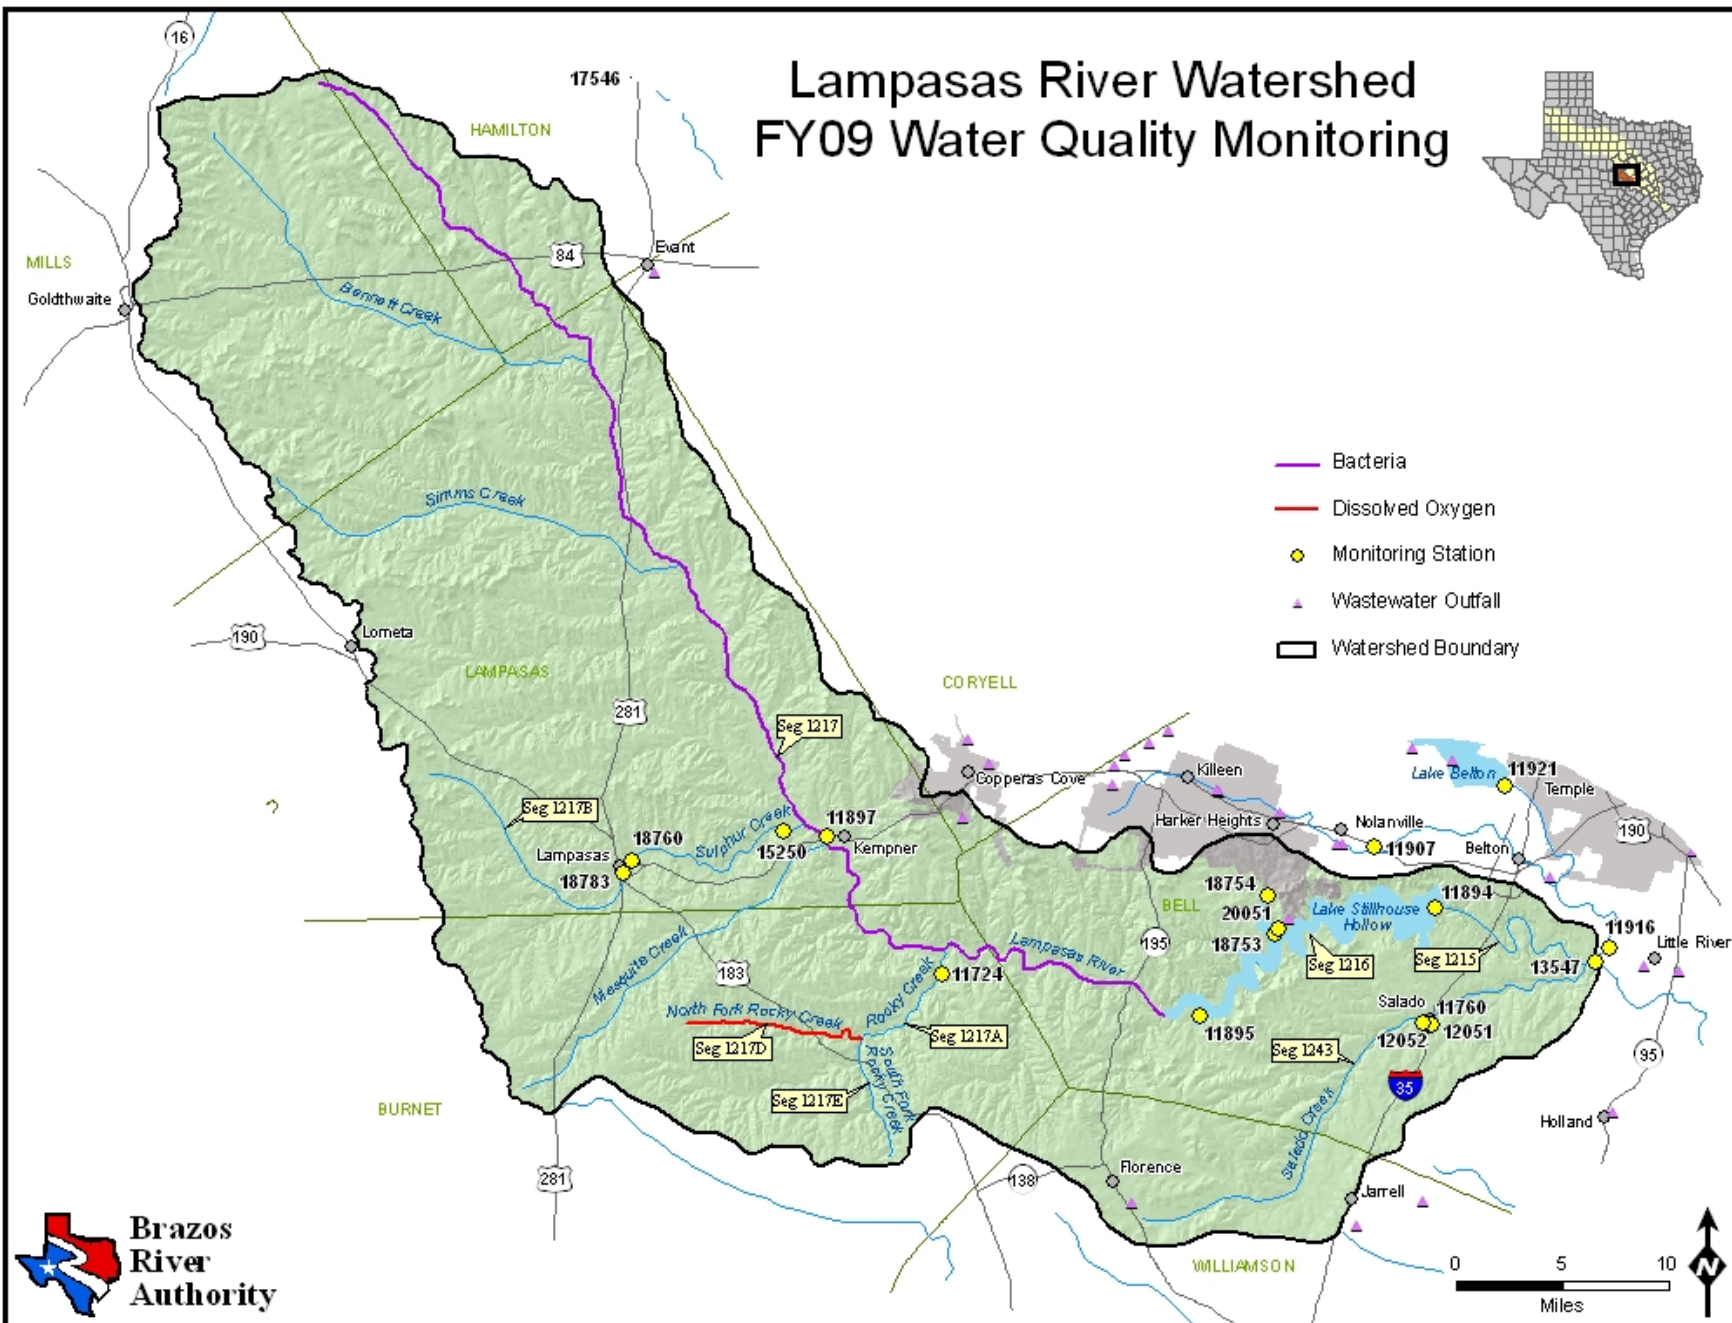 Lampasas River Watershed
FY09 Water Quality Monitoring
16
17546
HAMILTON
84
Evant
MILLS
Goldthwaite
Bennett Creek
Simms Creek
Bacteria
Dissolved Oxygen
Monitoring Station
Wastewater Outfall
Watershed Boundary
190
Lometa
LAMPASAS
281
CORYELL
Seg 1217
Copperas Cove
Killeen
Lake Belton
11921
Temple
?
Seg 1217B
Harker Heights
Nolanville
190
18760
Sulphur Creek
11897
Lampasas
15250
Kempner
11907
Belton
18783
18754
BELL
20051
Lake Stillhouse
Hollow
11894
18753
11916
Little River
Mesquite Creek
183
Lampasas River
195
Seg 1216
Seg 1215
13547
11724
Rocky Creek
North Fork Rocky Creek
Salado
11760
Seg 1217D
Seg 1217A
11895
12052
12051
Seg 1243
95
South Fork
Rocky Creek
35
Seg 1217E
BURNET
Salado Creek
Holland
281
138
Florence
Jarrell
WILLIAMSON
Brazos
River
Authority
0 5 10
Miles
N